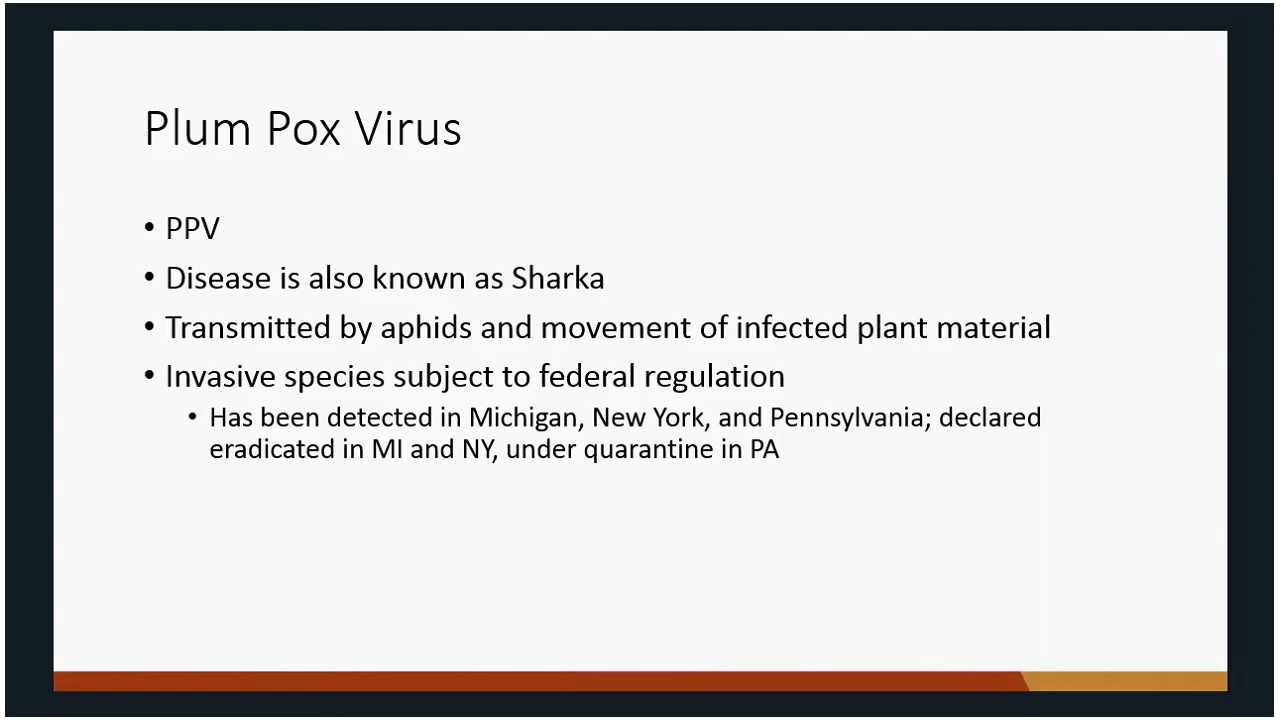 Plum Pox Virus
• PPV
• Disease is also known as Sharka
• Transmitted by aphids and movement of infected plant material
• Invasive species subject to federal regulation
• Has been detected in Michigan, New York, and Pennsylvania; declared
eradicated in MI and NY, under quarantine in PA